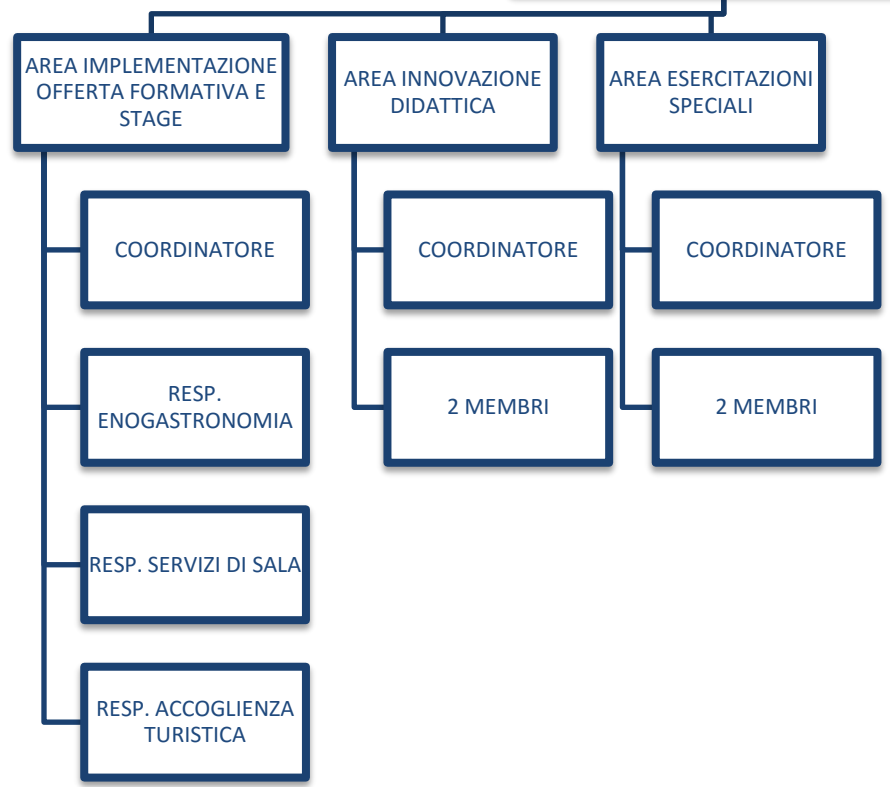 AREA IMPLEMENTAZIONE
OFFERTA FORMATIVA E
STAGE
COORDINATORE
RESP.
ENOGASTRONOMIA
RESP. SERVIZI DI SALA
RESP. ACCOGLIENZA
TURISTICA
AREA INNOVAZIONE
DIDATTICA
COORDINATORE
2 MEMBRI
AREA ESERCITAZIONI
SPECIALI
COORDINATORE
2 MEMBRI